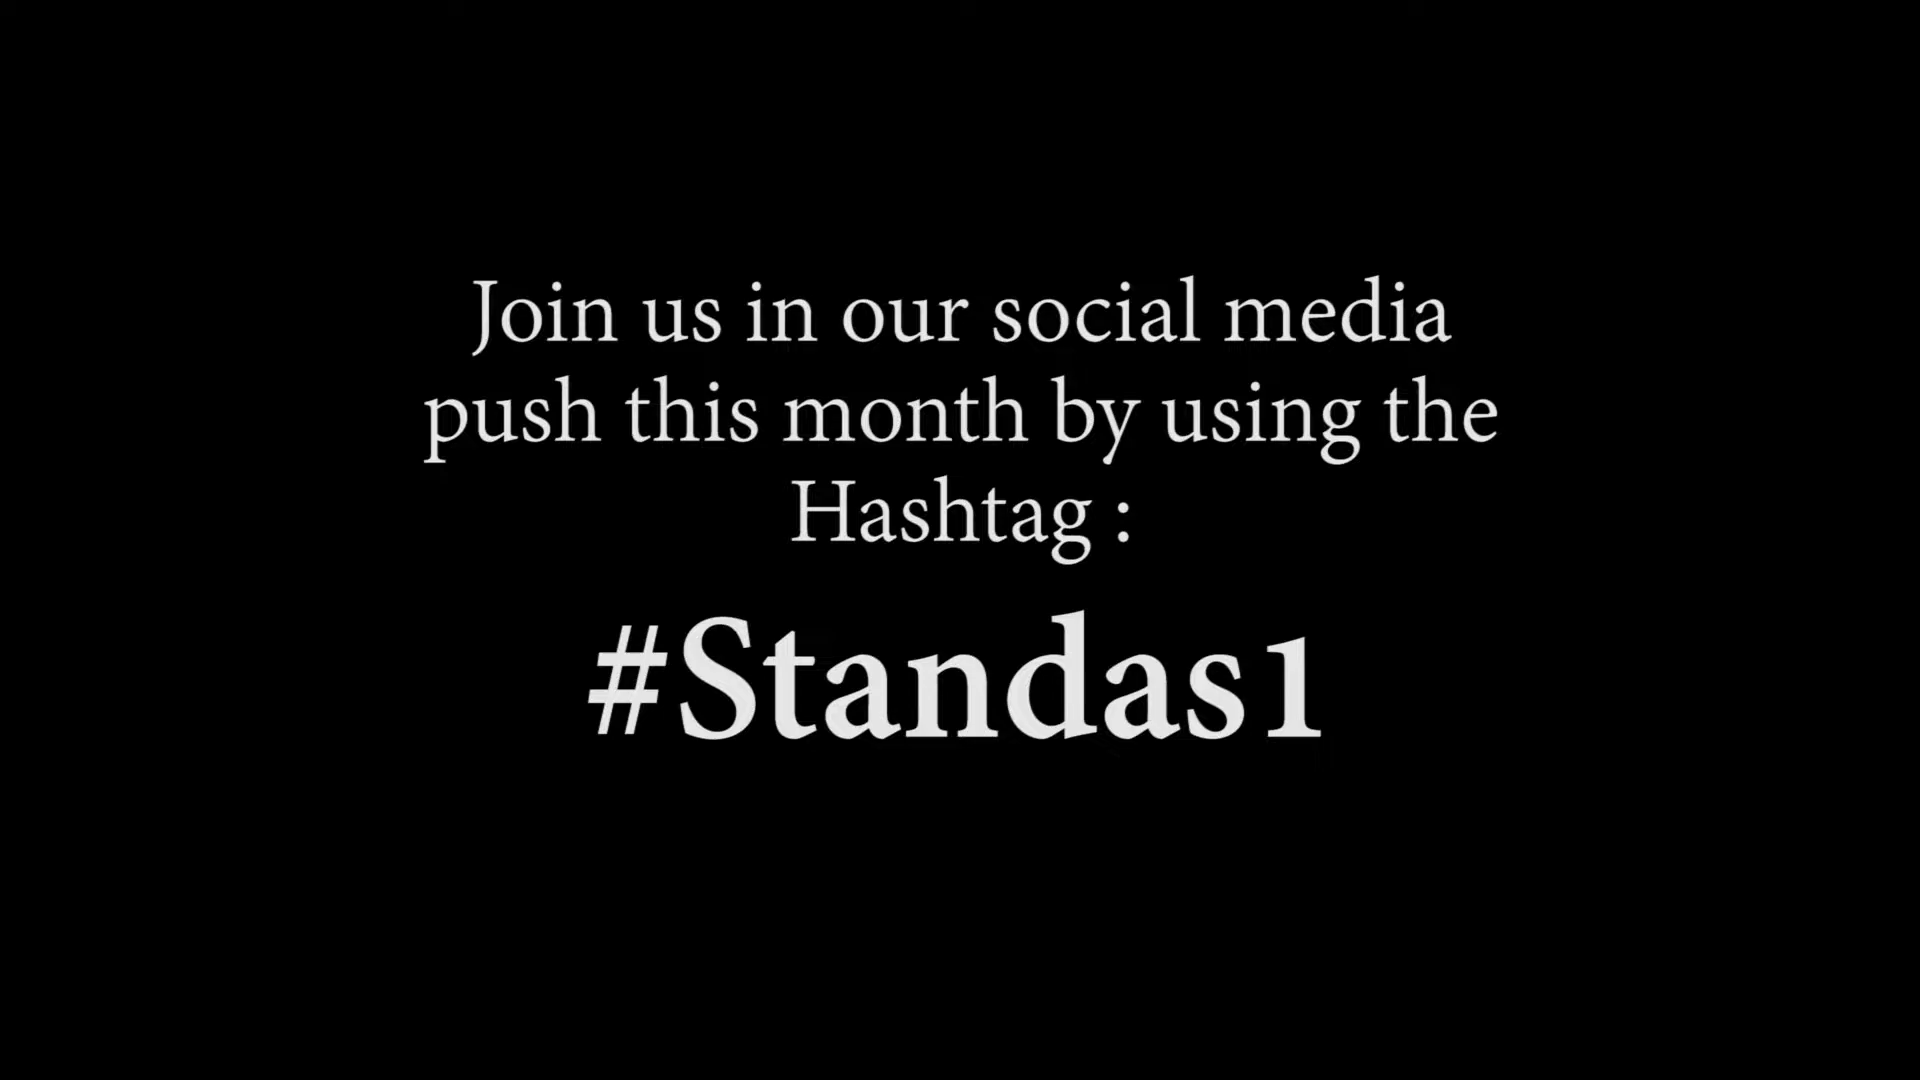 Join us in our social media
push this month by using the
Hashtag :
#Standas1